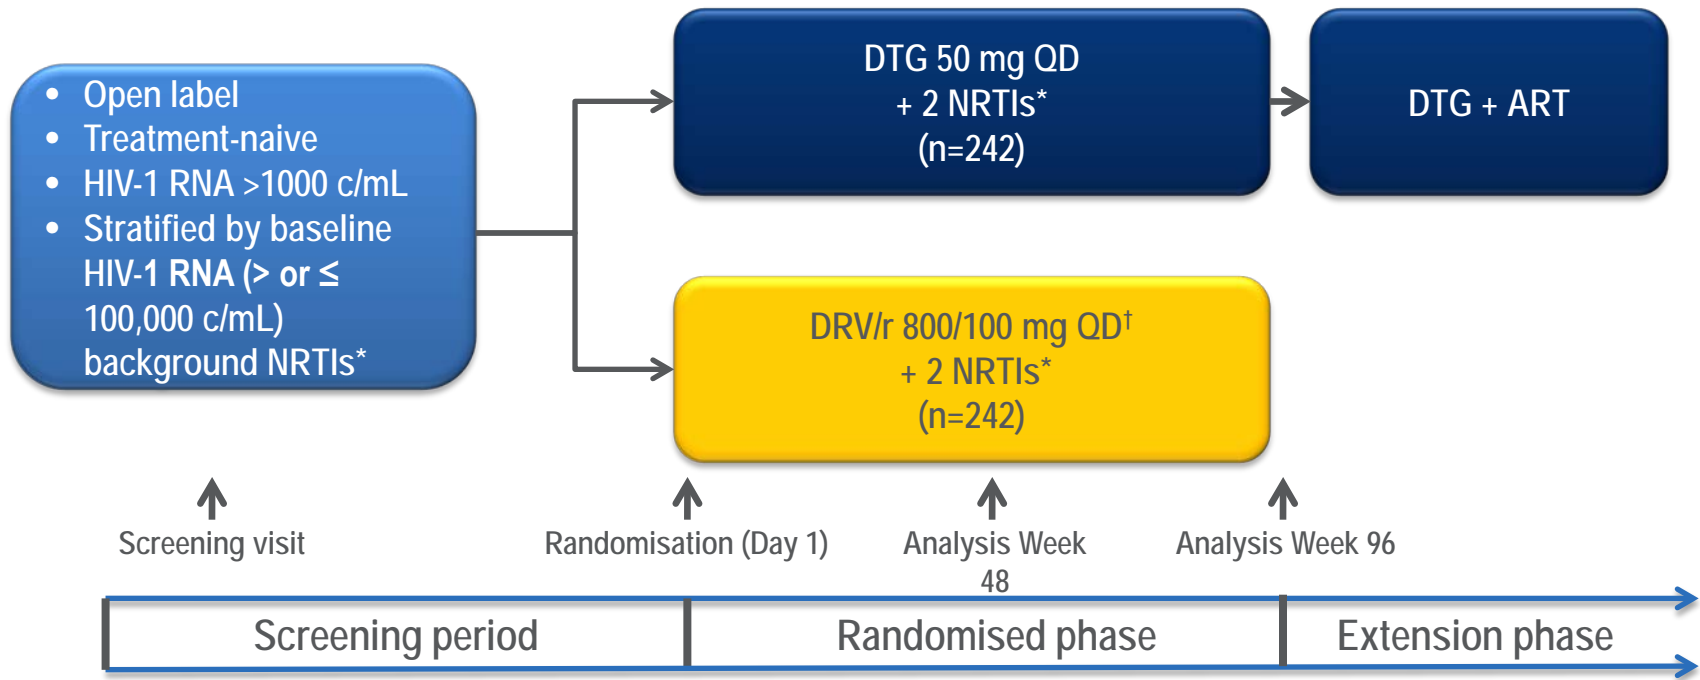 • Open label
• Treatment-naive
• HIV-1 RNA >1000 c/mL
• Stratified by baseline
HIV-1 RNA (> or ≤
100,000 c/mL)
background NRTIs*
DTG 50 mg QD
+ 2 NRTIs*
(n=242)
DTG + ART
DRV/r 800/100 mg QD†
+ 2 NRTIs*
(n=242)
Screening visit
Randomisation (Day 1)
Analysis Week
48
Analysis Week 96
Screening period
Randomised phase
Extension phase